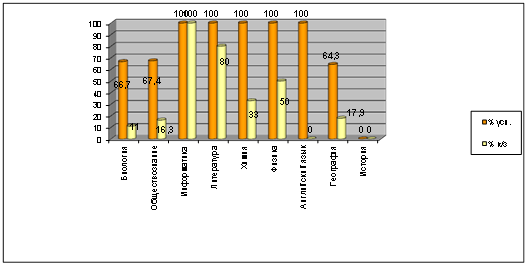 100
90
80
70
60
50
40
30
20
10
0
66,7
11
67,4
16,3
100
100
100
80
100
33
100
50
100
0
64,3
17,9
0
0
Биология
Обществознание
Информатика
Литература
Химия
Физика
Английский язык
География
История
% усп.
% к/з